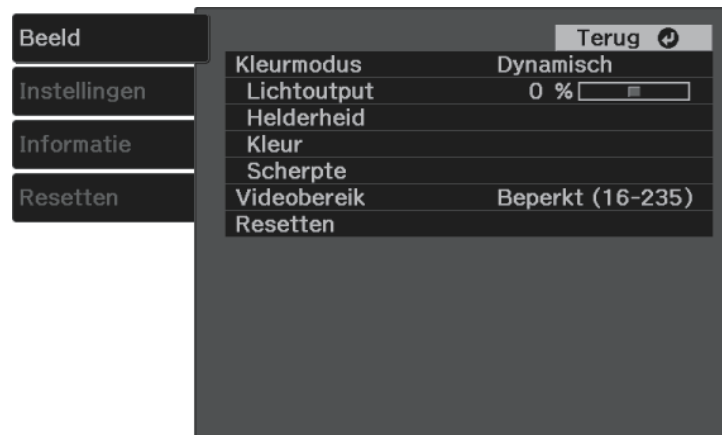 Beeld
Instellingen
Informatie
Resetten
Terug
Kleurmodus Dynamisch
Lichtoutput 0 %
Helderheid
Kleur
Scherpte
Videobereik Beperkt (16-235)
Resetten